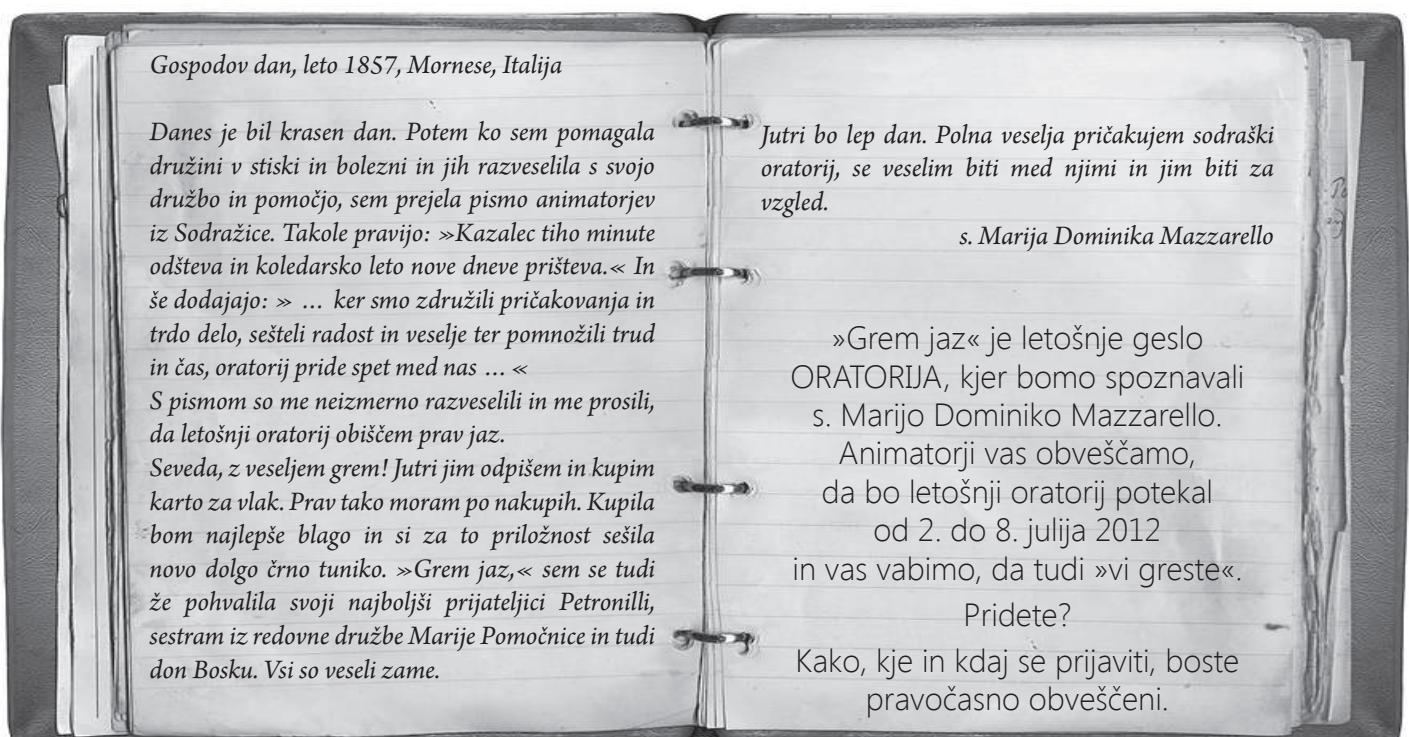 Gospodov dan, leto 1857, Mornese, Italija
Danes je bil krasen dan. Potem ko sem pomagala
družini v stiski in bolezni in jih razveselila s svojo
družbo in pomočjo, sem prejela pismo animatorjev
iz Sodražice. Takole pravijo: »Kazalec tiho minute
odšteva in koledarsko leto nove dneve prišteva.« In
še dodajajo: » … ker smo združili pričakovanja in
trdo delo, sešteli radost in veselje ter pomnožili trud
in čas, oratorij pride spet med nas … «
S pismom so me neizmerno razveselili in me prosili,
da letošnji oratorij obiščem prav jaz.
Seveda, z veseljem grem! Jutri jim odpišem in kupim
karto za vlak. Prav tako moram po nakupih. Kupila
bom najlepše blago in si za to priložnost sešila
novo dolgo črno tuniko. »Grem jaz,« sem se tudi
že pohvalila svoji najboljši prijateljici Petronilli,
sestram iz redovne družbe Marije Pomočnice in tudi
don Bosku. Vsi so veseli zame.
Jutri bo lep dan. Polna veselja pričakujem sodraški
oratorij, se veselim biti med njimi in jim biti za
vzgled.
s. Marija Dominika Mazzarello
»Grem jaz« je letošnje geslo
ORATORIJA, kjer bomo spoznavali
s. Marijo Dominiko Mazzarello.
Animatorji vas obveščamo,
da bo letošnji oratorij potekal
od 2. do 8. julija 2012
in vas vabimo, da tudi »vi greste«.
Pridete?
Kako, kje in kdaj se prijaviti, boste
pravočasno obveščeni.